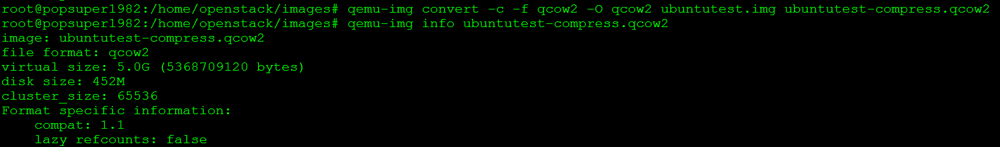 root@popsuper1982:/home/openstack/images# qemu-img convert -c -f qcow2 -O qcow2 ubuntutest.img ubuntutest-compress.qcow2
root@popsuper1982:/home/openstack/images# qemu-img info ubuntutest-compress.qcow2
image: ubuntutest-compress.qcow2
file format: qcow2
virtual size: 5.0G (5368709120 bytes)
disk size: 452M
cluster_size: 65536
Format specific information:
    compat: 1.1
    lazy refcounts: false